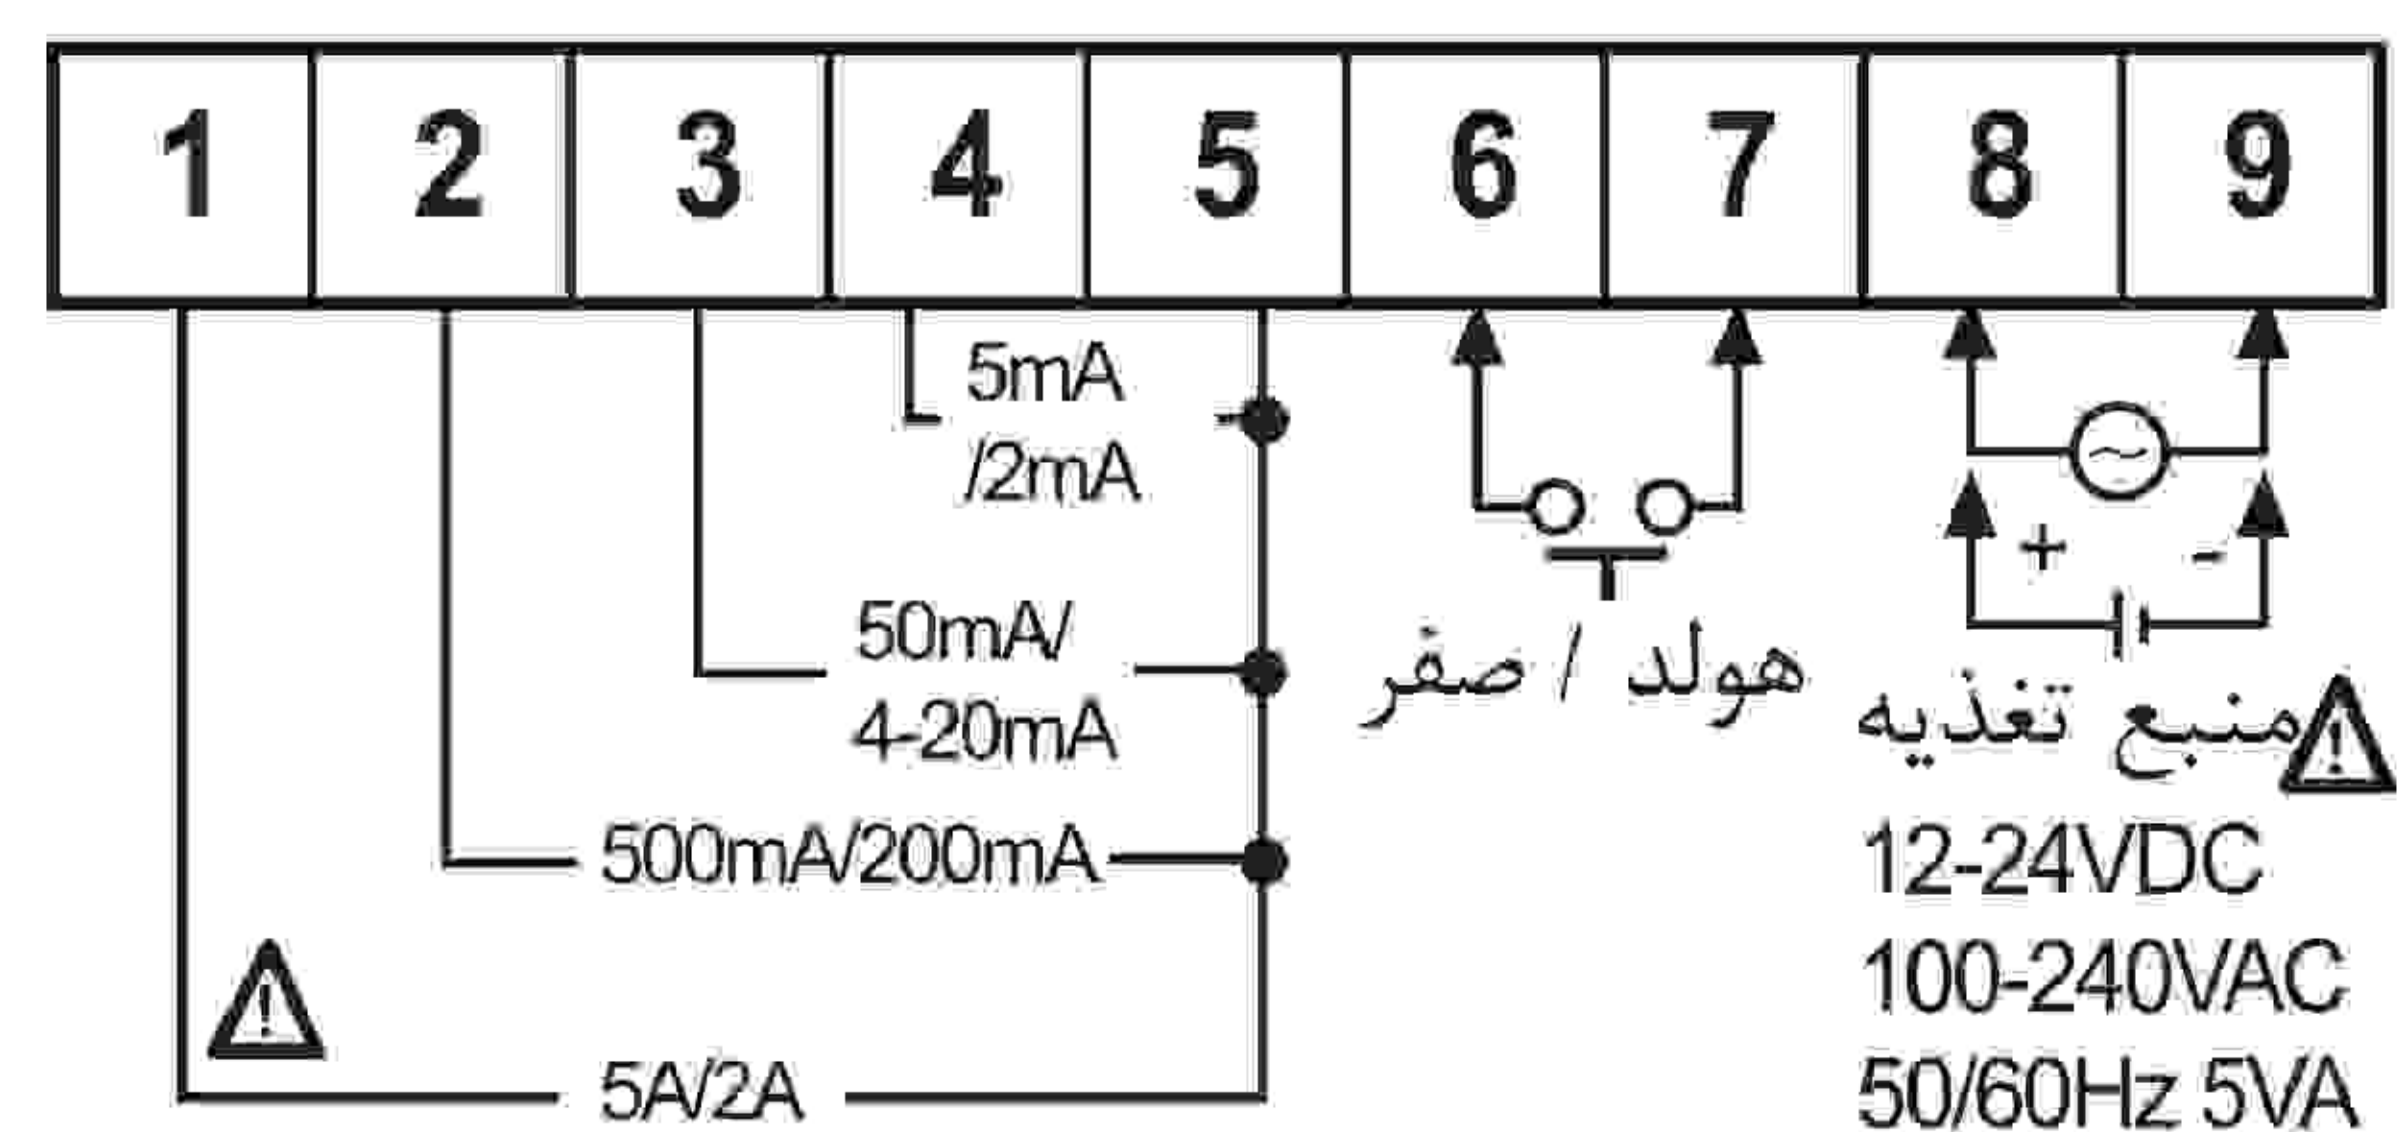 1 2 3 4 5 6 7 8 9
5mA
/2mA
50mA/
4-20mA
500mA/200mA
5A/2A
هولد / صفر
+ -
منبع تغذیه
12-24VDC
100-240VAC
50/60Hz 5VA